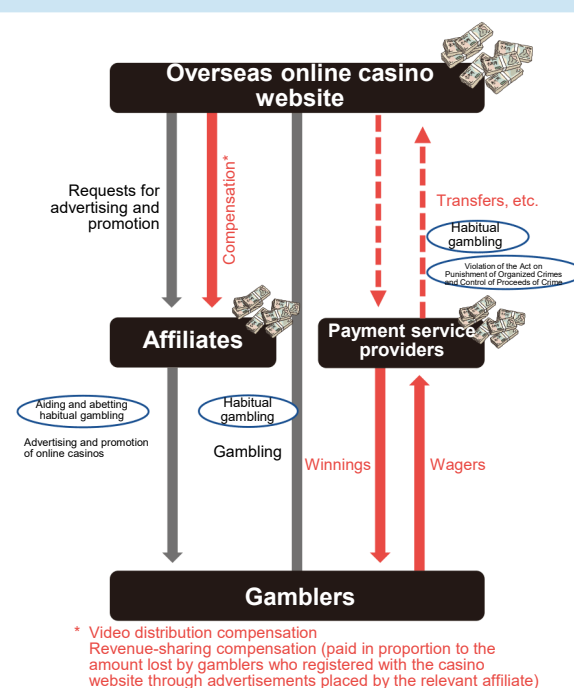 Overseas online casino
website
Requests for
advertising and
promotion
Compensation*
Transfers, etc.
Habitual
gambling
Violation of the Act on
Punishment of Organized Crimes
and Control of Proceeds of Crime
Affiliates
Payment service
providers
Aiding and abetting
habitual gambling
Advertising and promotion
of online casinos
Habitual
gambling
Gambling
Winnings
Wagers
Gamblers
* Video distribution compensation
Revenue-sharing compensation (paid in proportion to the
amount lost by gamblers who registered with the casino
website through advertisements placed by the relevant affiliate)